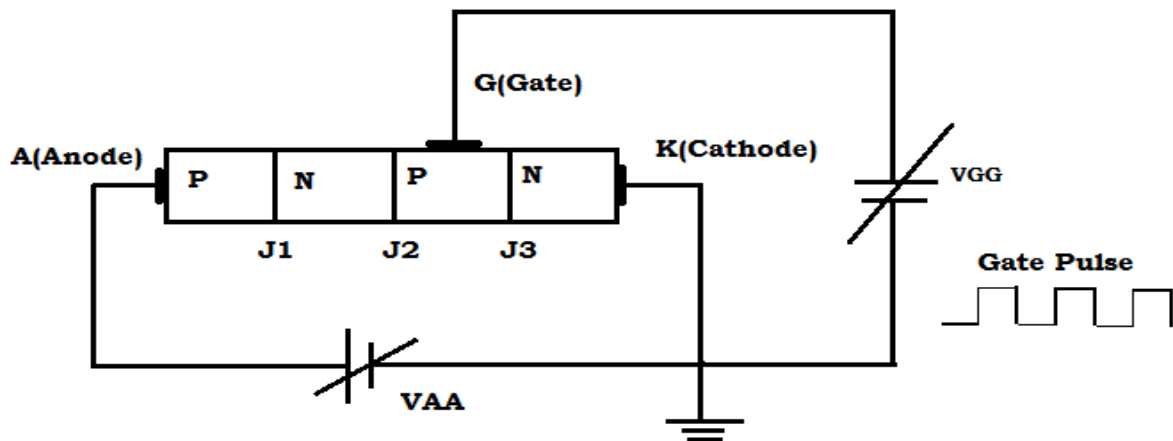 G(Gate)
A(Anode)
K(Cathode)
P N P N
VGG
J1 J2 J3
Gate Pulse
VAA